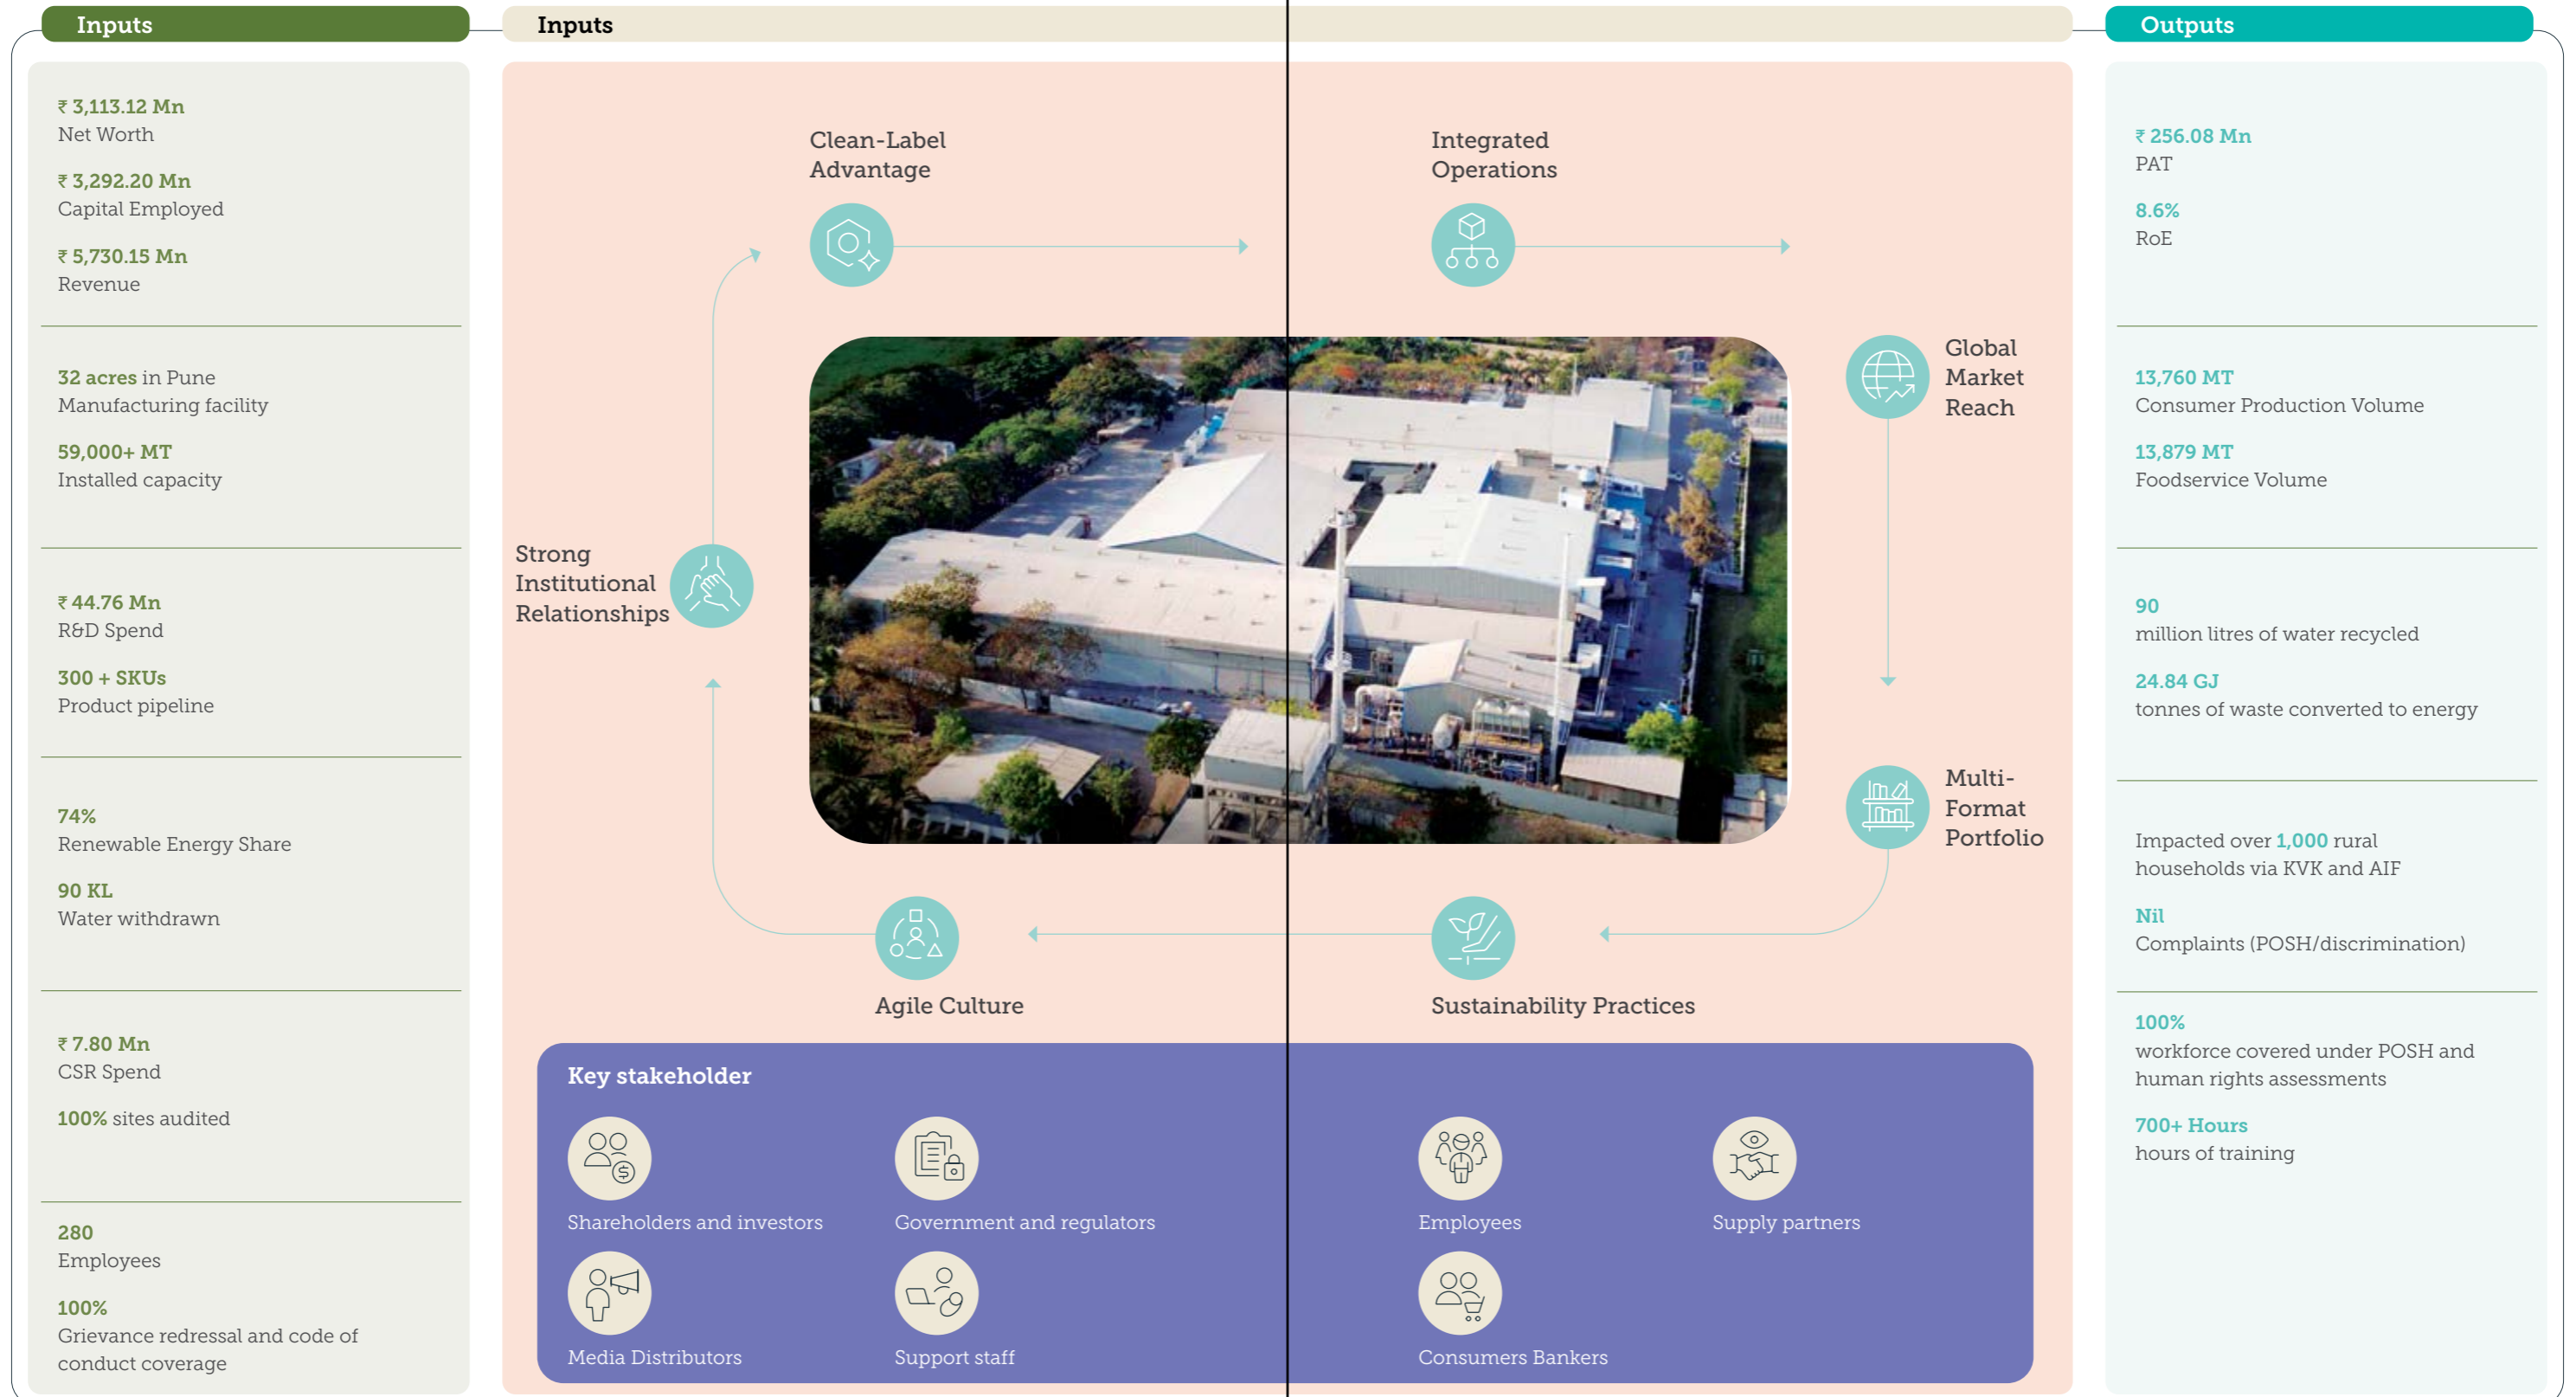 Inputs
₹ 3,113.12 Mn
Net Worth
₹ 3,292.20 Mn
Capital Employed
₹ 5,730.15 Mn
Revenue
32 acres in Pune
Manufacturing facility
59,000+ MT
Installed capacity
₹ 44.76 Mn
R&D Spend
300 + SKUs
Product pipeline
74%
Renewable Energy Share
90 KL
Water withdrawn
₹ 7.80 Mn
CSR Spend
100% sites audited
280
Employees
100%
Grievance redressal and code of
conduct coverage
Inputs
Clean-Label
Advantage
Integrated
Operations
Global
Market
Reach
Multi-
Format
Portfolio
Sustainability Practices
Agile Culture
Strong
Institutional
Relationships
Key stakeholder
Shareholders and investors
Government and regulators
Employees
Supply partners
Media Distributors
Support staff
Consumers Bankers
Outputs
₹ 256.08 Mn
PAT
8.6%
RoE
13,760 MT
Consumer Production Volume
13,879 MT
Foodservice Volume
90
million litres of water recycled
24.84 GJ
tonnes of waste converted to energy
Impacted over 1,000 rural
households via KVK and AIF
Nil
Complaints (POSH/discrimination)
100%
workforce covered under POSH and
human rights assessments
700+ Hours
hours of training